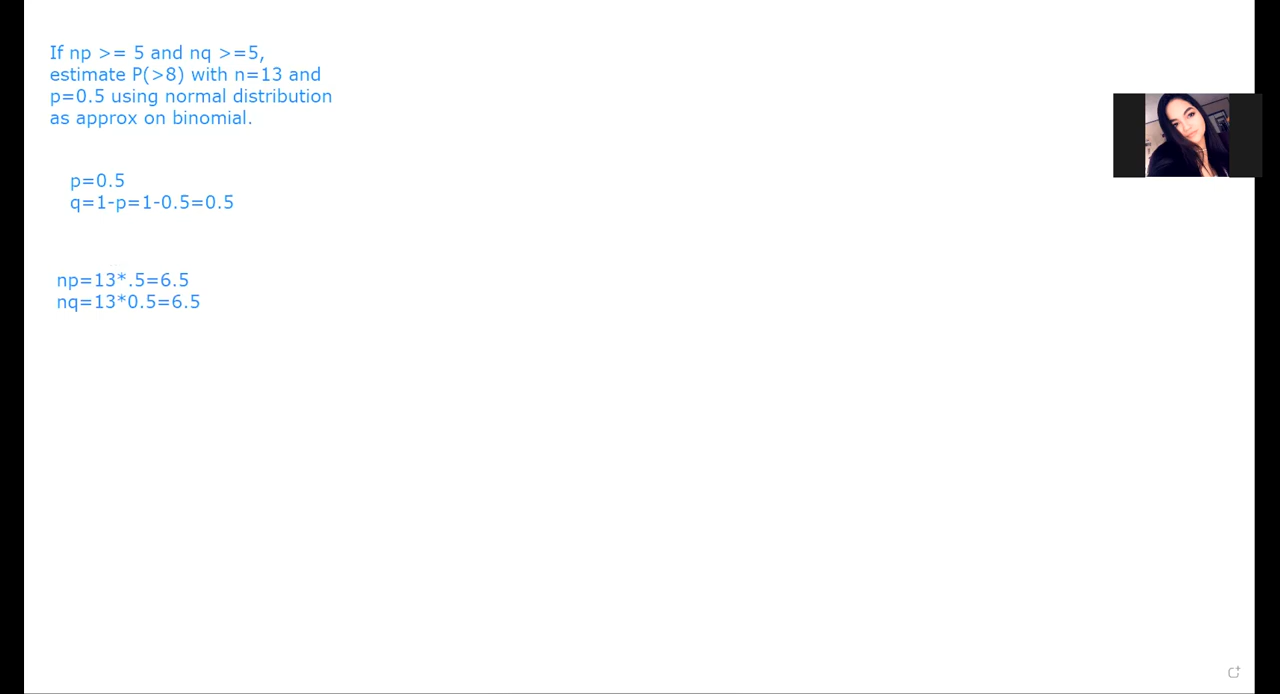 If np >= 5 and nq >=5,
estimate P(>8) with n=13 and
p=0.5 using normal distribution
as approx on binomial.
p=0.5
q=1-p=1-0.5=0.5
np=13*.5=6.5
nq=13*0.5=6.5